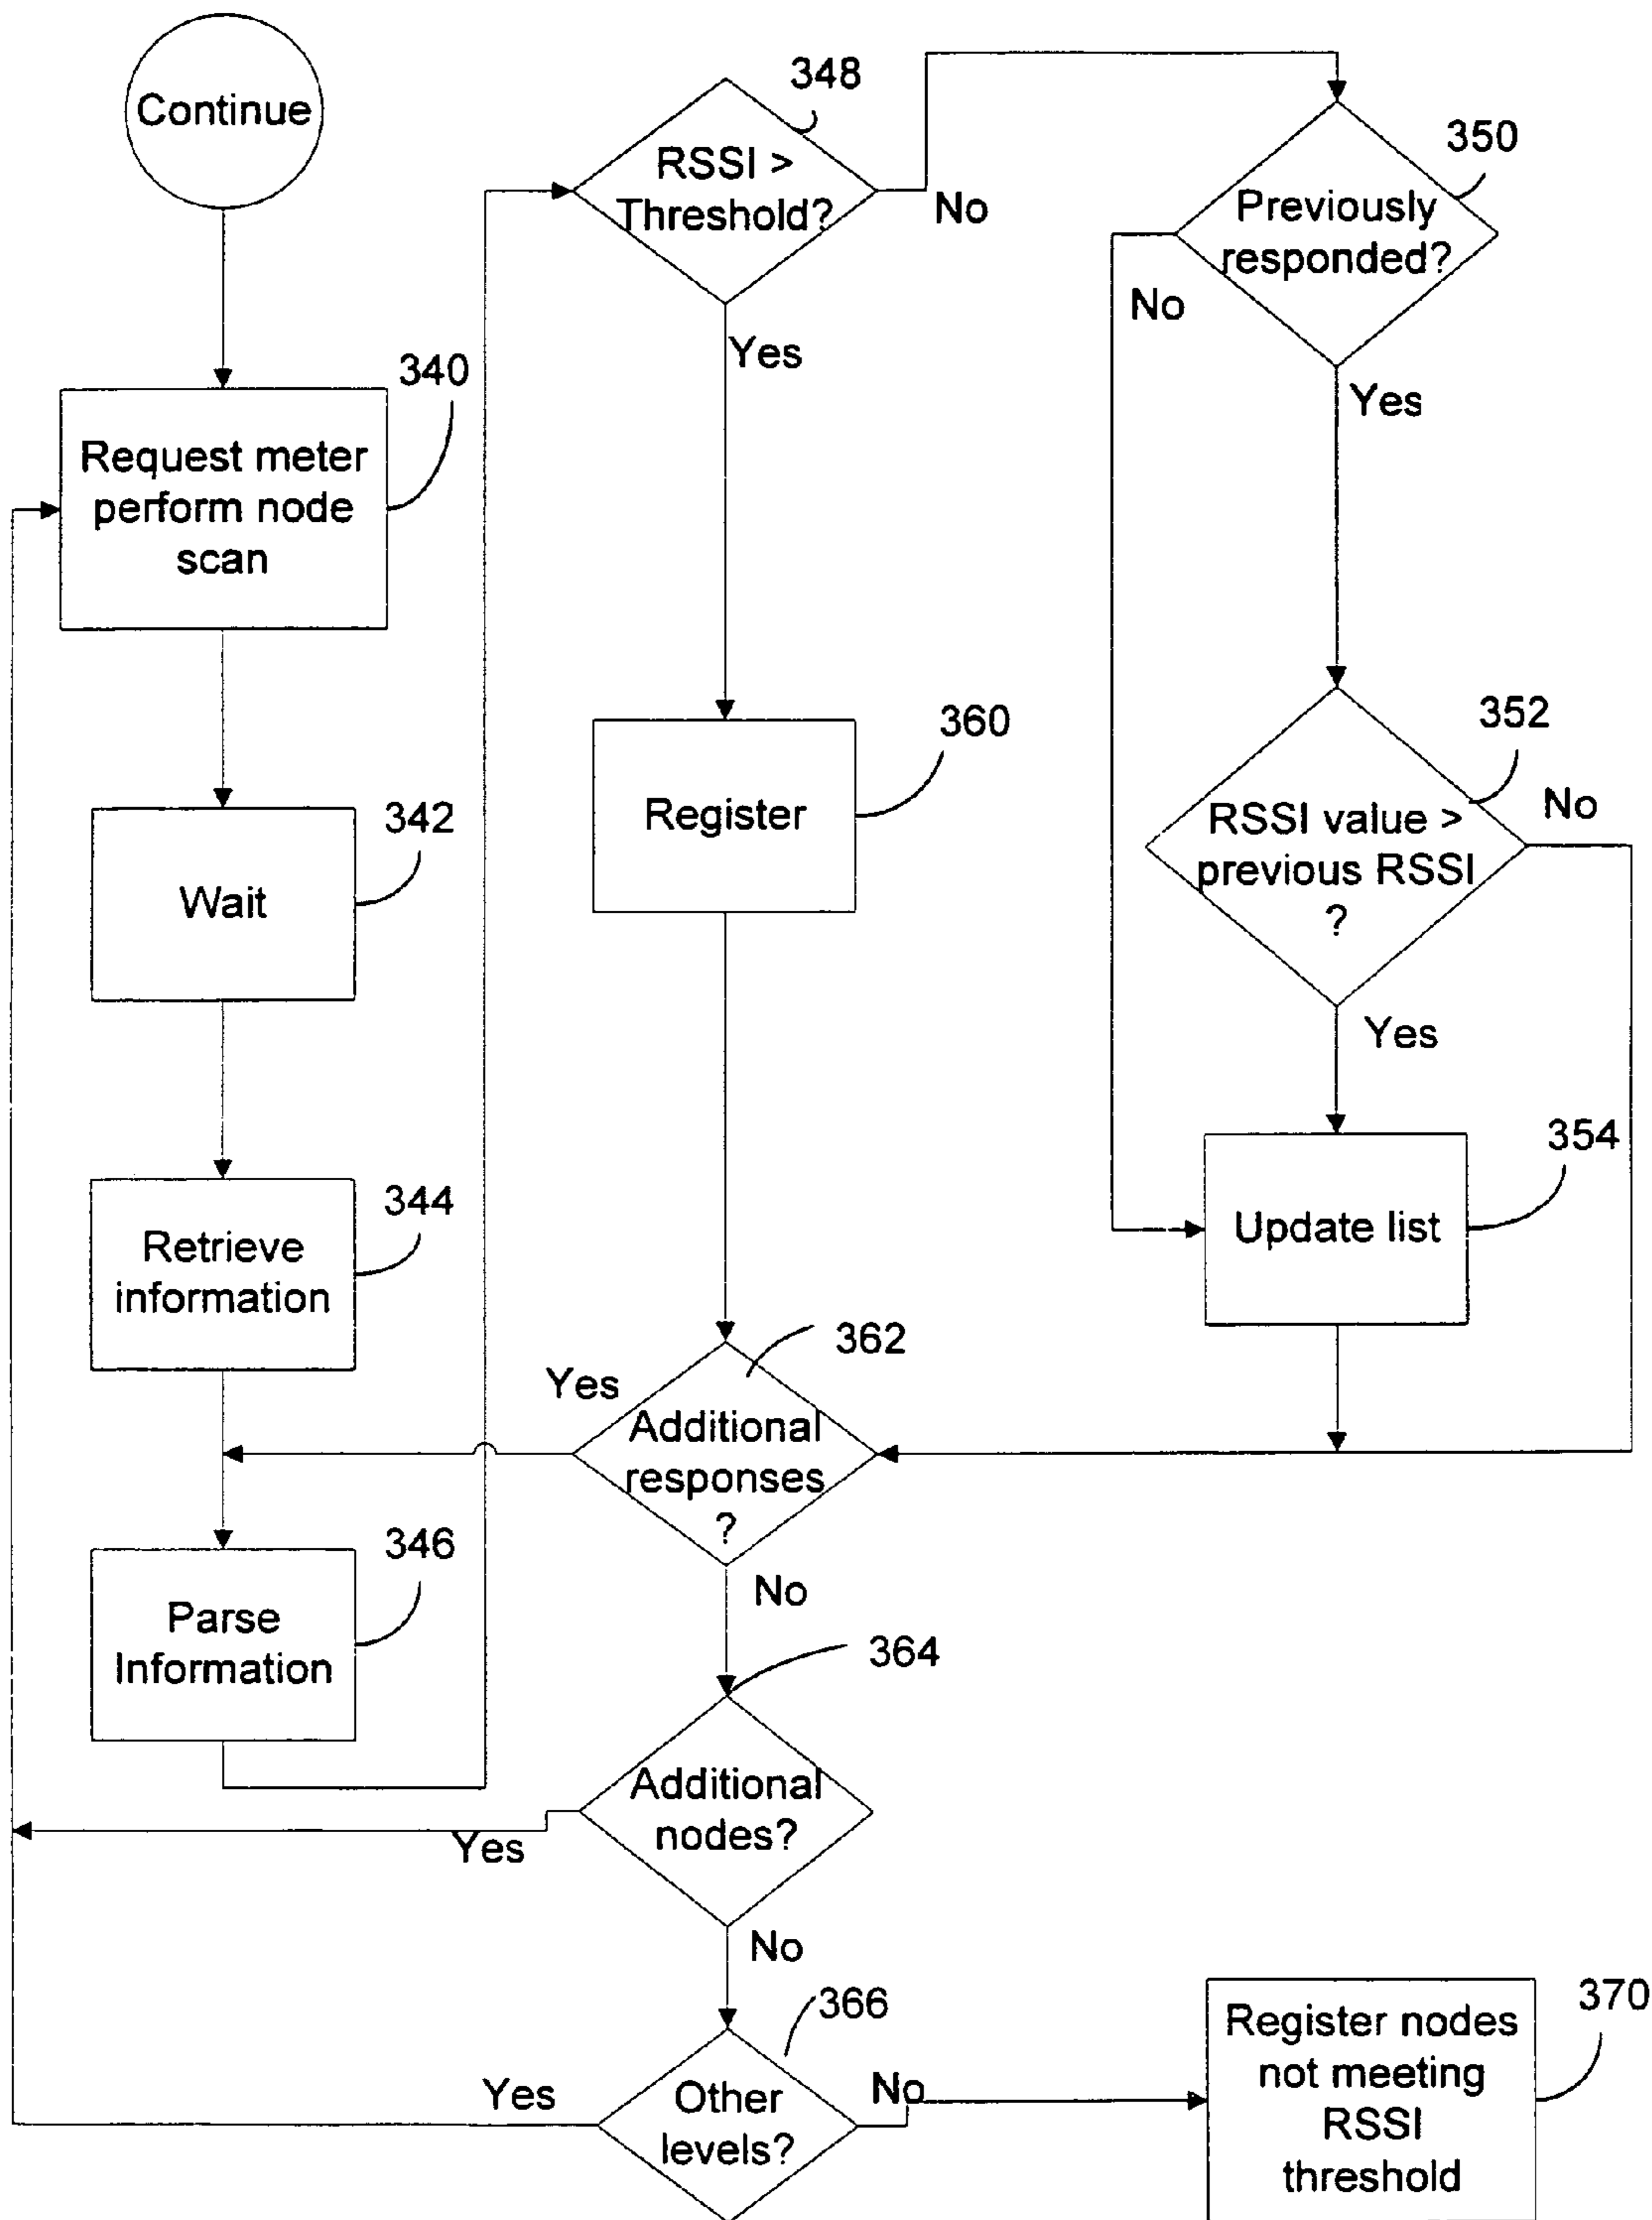 Continue
340
Request meter
perform node
scan
342
Wait
344
Retrieve
information
346
Parse
Information
348
RSSI >
Threshold?
No
Yes
360
Register
362
Yes
Additional
responses
?
No
364
Additional
nodes?
Yes
No
366
Other
levels?
Yes
No
350
Previously
responded?
No
Yes
352
RSSI value >
previous RSSI
?
No
Yes
354
Update list
370
Register nodes
not meeting
RSSI
threshold